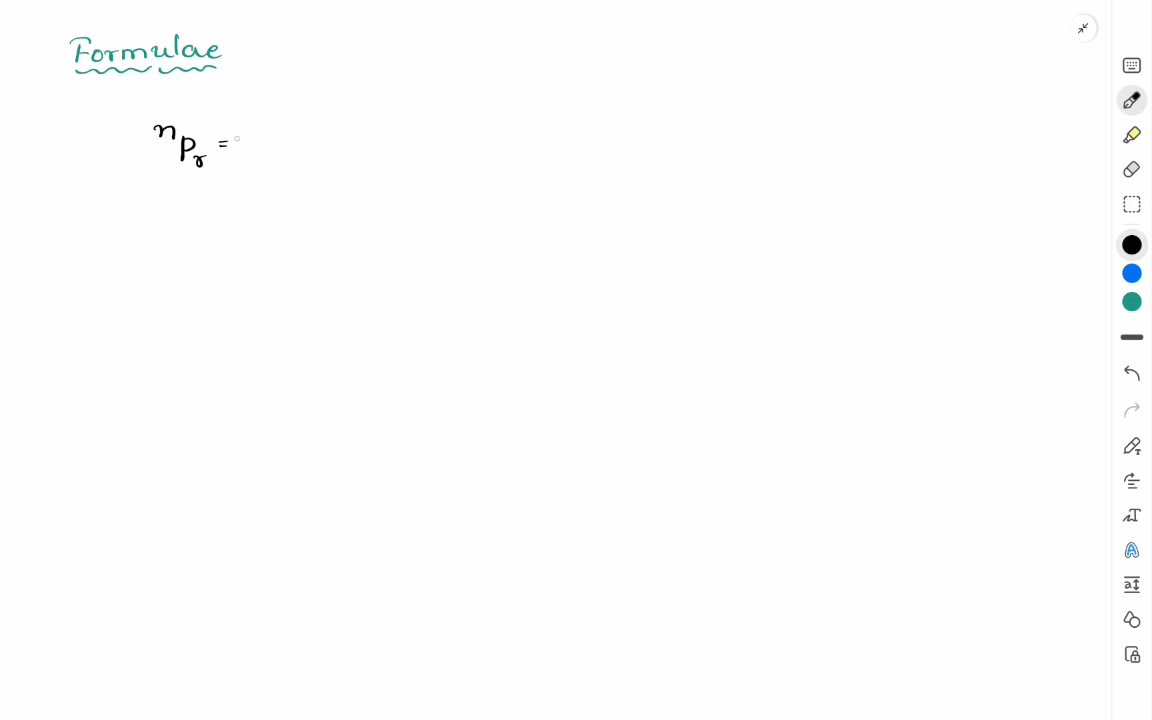 Formulae
ⁿPᵣ =